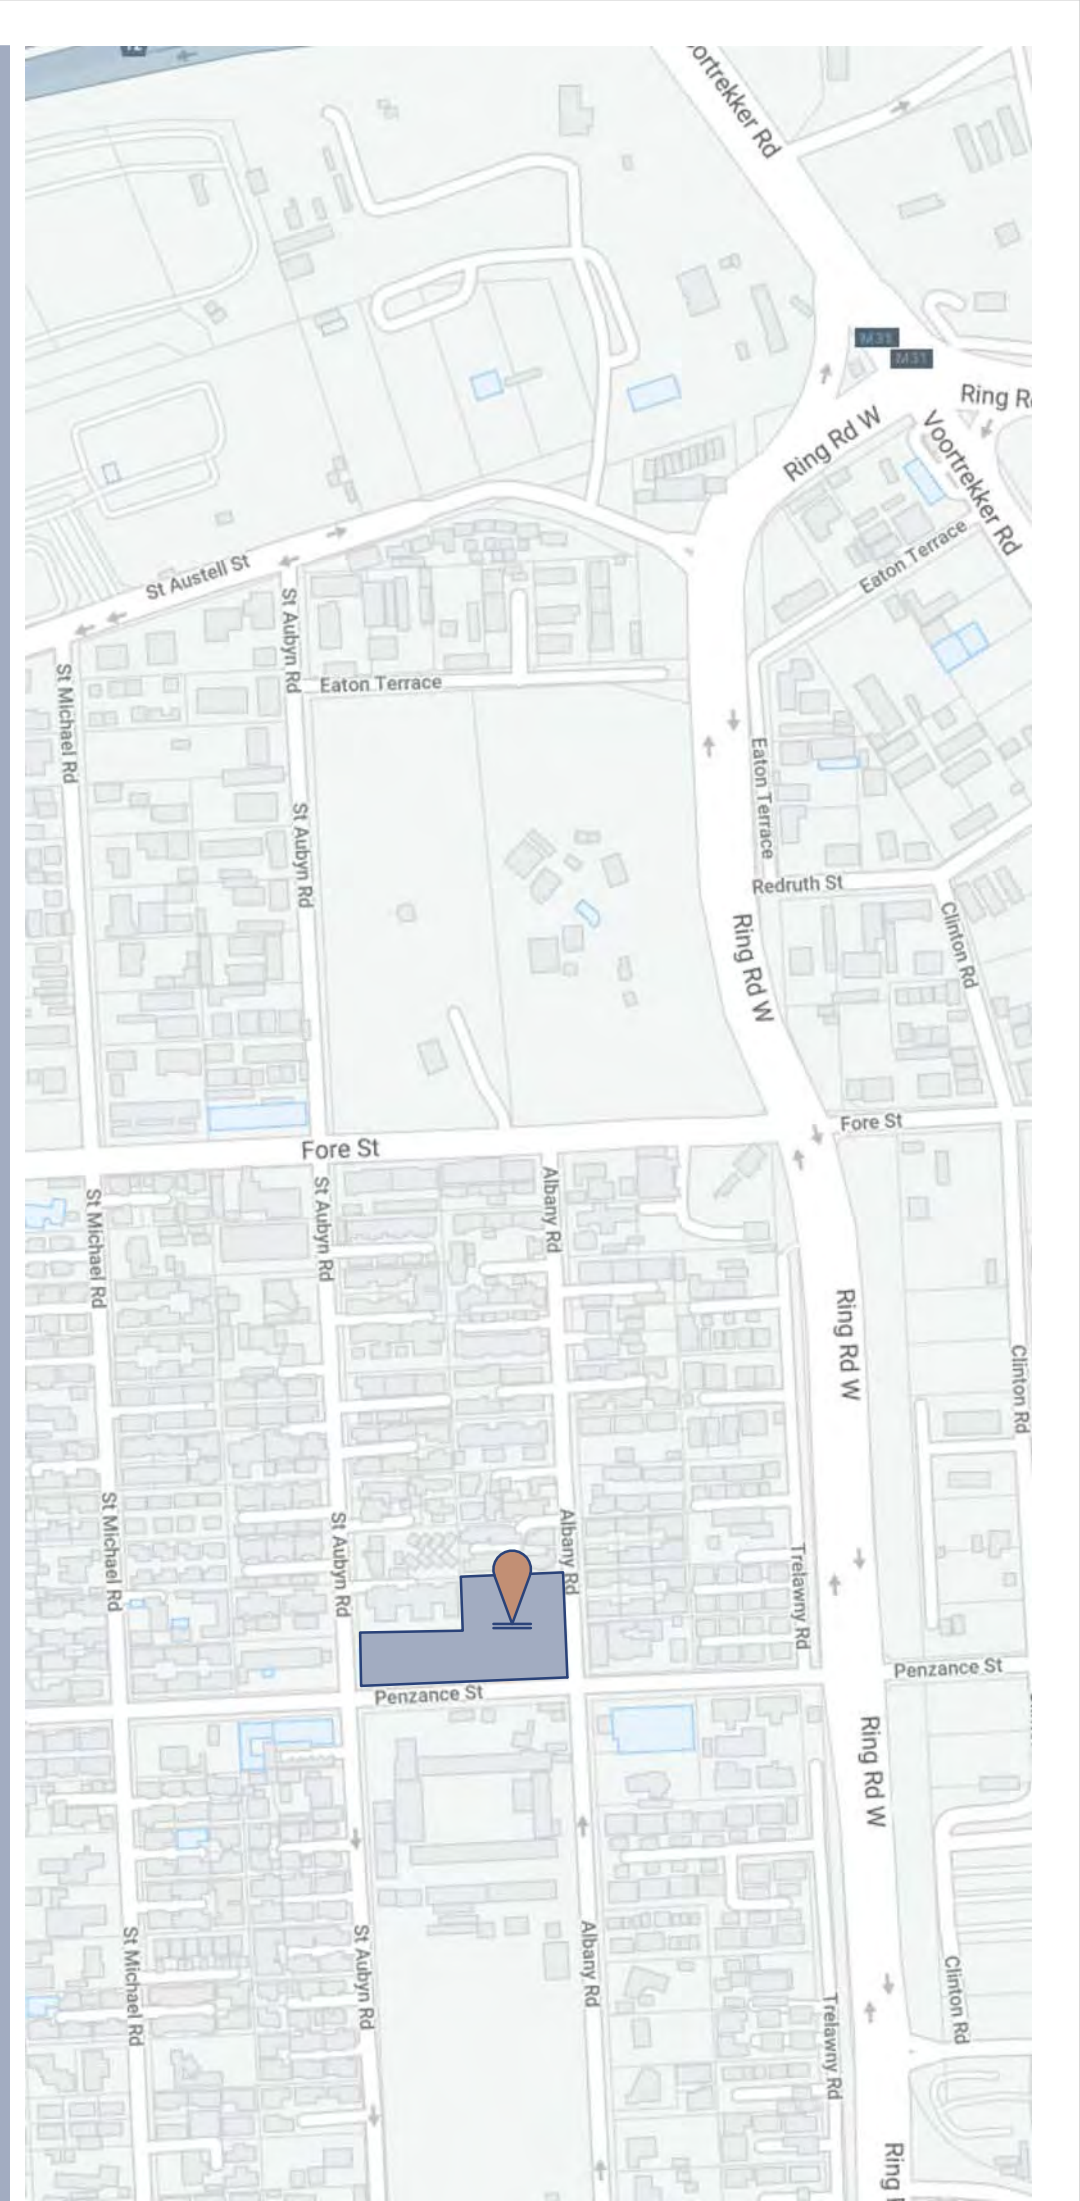 12
ortrekker Rd
M31
M31
Ring R
Ring Rd W
Voortrekker Rd
Eaton Terrace
St Austell St
St Aubyn Rd
St Michael Rd
Eaton Terrace
Eaton Terrace
St Aubyn Rd
Redruth St
Clinton Rd
Ring Rd W
Fore St
Fore St
Albany Rd
St Aubyn Rd
St Michael Rd
Ring Rd W
Clinton Rd
St Michael Rd
St Aubyn Rd
Albany Rd
Trelawny Rd
Penzance St
Penzance St
Ring Rd W
Albany Rd
St Aubyn Rd
St Michael Rd
Clinton Rd
Trelawny Rd
Ring